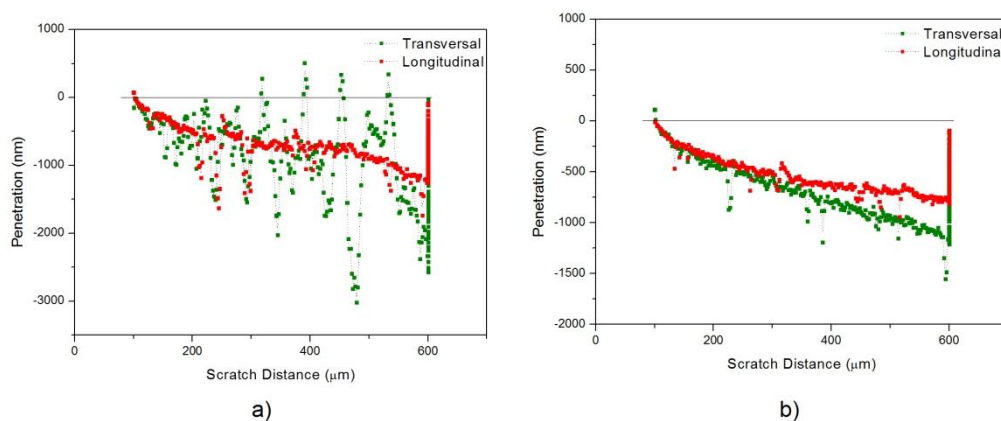 1000
0
-1000
-2000
-3000
Penetration (nm)
0
200
400
600
Scratch Distance (μm)
Transversal
Longitudinal
a)
1000
500
0
-500
-1000
-1500
-2000
Penetration (nm)
0
200
400
600
Scratch Distance (μm)
Transversal
Longitudinal
b)